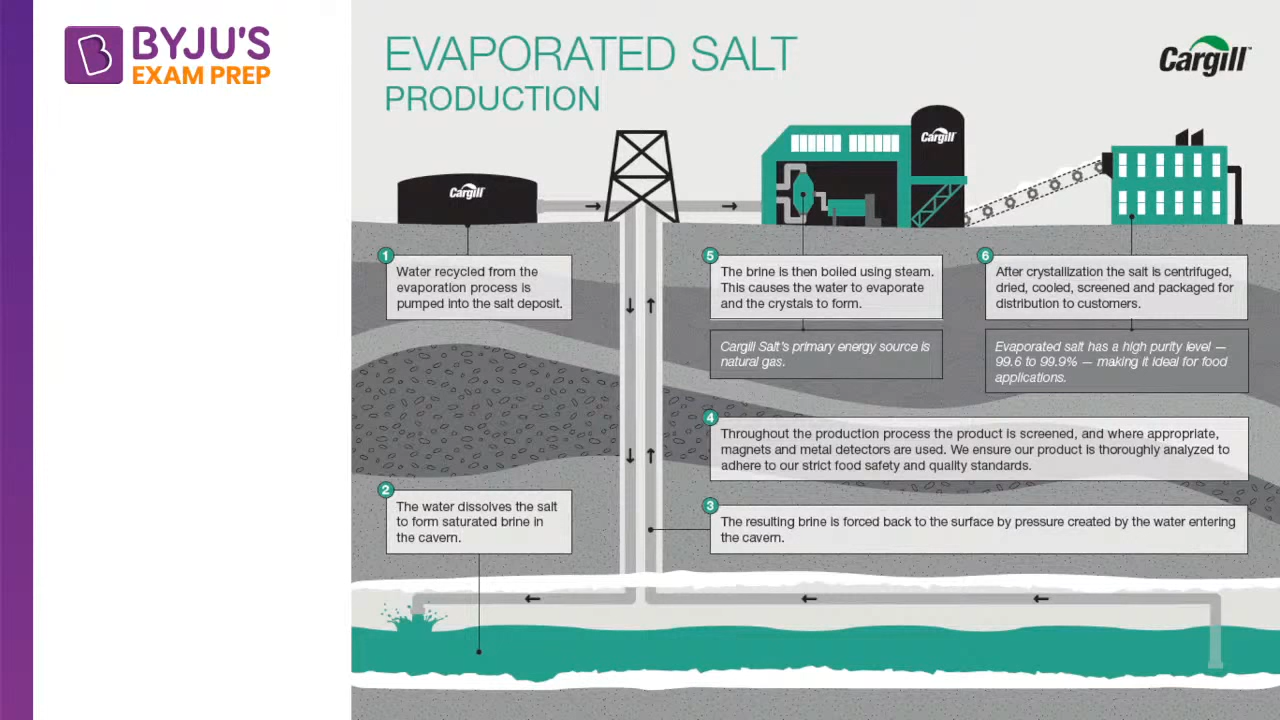 BYJU'S
EXAM PREP
EVAPORATED SALT
PRODUCTION
Cargill™
Cargill
Cargill
1
Water recycled from the
evaporation process is
pumped into the salt deposit.
5
The brine is then boiled using steam.
This causes the water to evaporate
and the crystals to form.
Cargill Salt's primary energy source is
natural gas.
6
After crystallization the salt is centrifuged,
dried, cooled, screened and packaged for
distribution to customers.
Evaporated salt has a high purity level —
99.6 to 99.9% — making it ideal for food
applications.
4
Throughout the production process the product is screened, and where appropriate,
magnets and metal detectors are used. We ensure our product is thoroughly analyzed to
adhere to our strict food safety and quality standards.
2
The water dissolves the salt
to form saturated brine in
the cavern.
3
The resulting brine is forced back to the surface by pressure created by the water entering
the cavern.